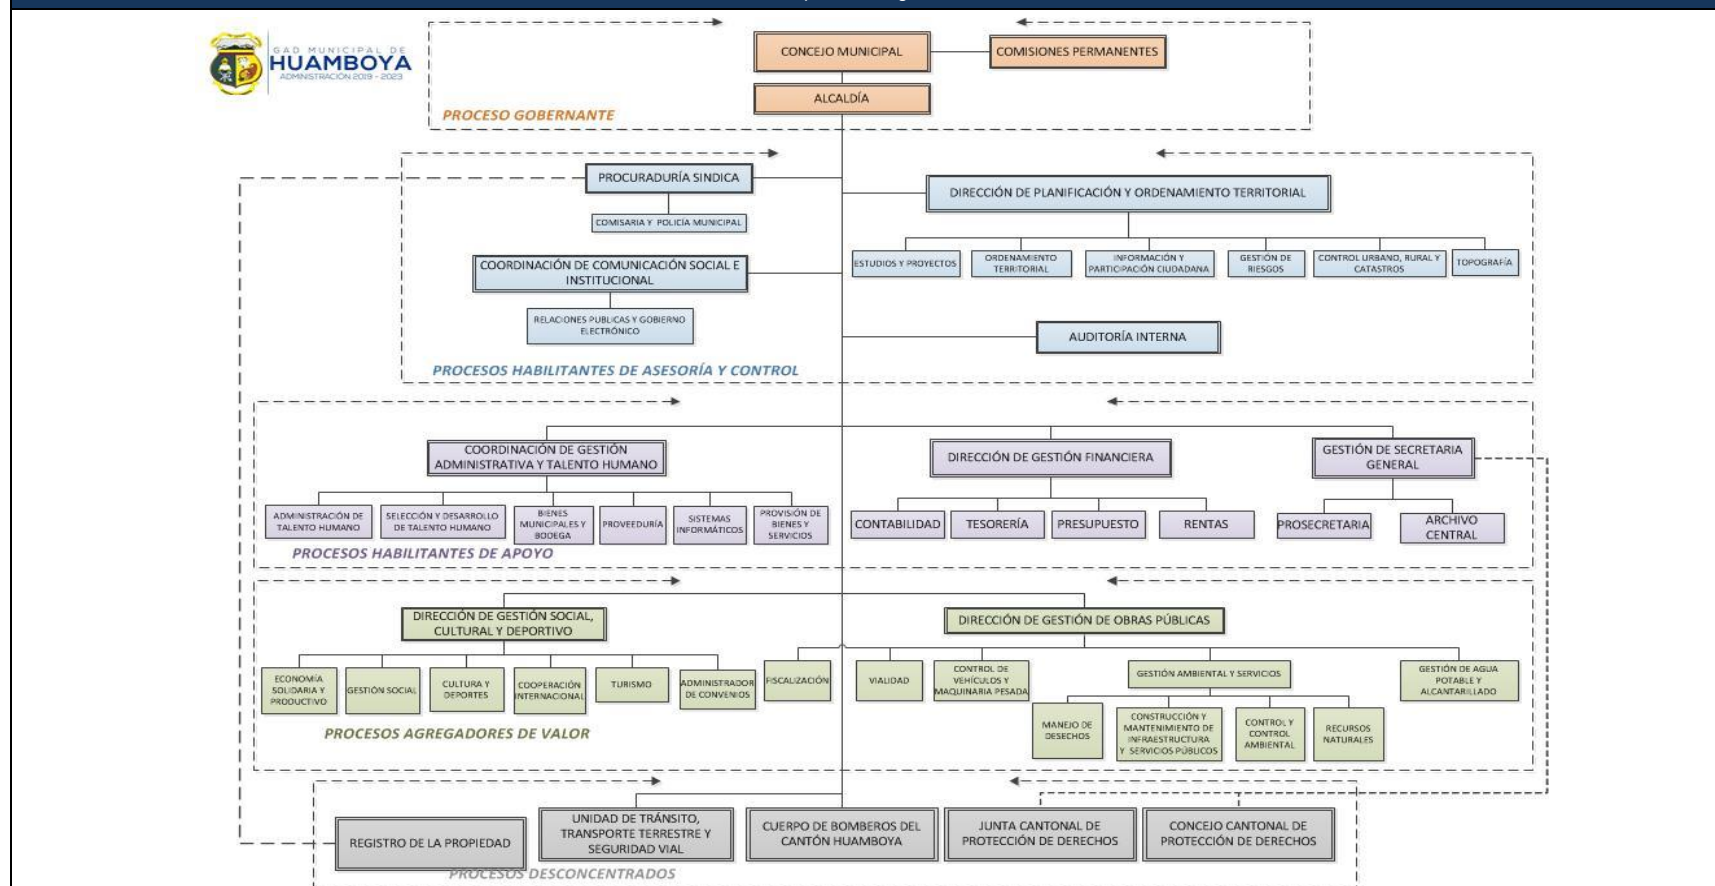 GAD MUNICIPAL DE
HUAMBOYA
ADMINISTRACIÓN 2019 - 2023
CONCEJO MUNICIPAL
COMISIONES PERMANENTES
ALCALDÍA
PROCESO GOBERNANTE
PROCURADURÍA SINDICA
DIRECCIÓN DE PLANIFICACIÓN Y ORDENAMIENTO TERRITORIAL
COMISARIA Y POLICÍA MUNICIPAL
ESTUDIOS Y PROYECTOS
ORDENAMIENTO
TERRITORIAL
INFORMACIÓN Y
PARTICIPACIÓN CIUDADANA
GESTIÓN DE
RIESGOS
CONTROL URBANO, RURAL Y
CATASTROS
TOPOGRAFÍA
COORDINACIÓN DE COMUNICACIÓN SOCIAL E
INSTITUCIONAL
RELACIONES PUBLICAS Y GOBIERNO
ELECTRÓNICO
AUDITORÍA INTERNA
PROCESOS HABILITANTES DE ASESORÍA Y CONTROL
COORDINACIÓN DE GESTIÓN
ADMINISTRATIVA Y TALENTO HUMANO
DIRECCIÓN DE GESTIÓN FINANCIERA
GESTIÓN DE SECRETARIA
GENERAL
ADMINISTRACIÓN DE
TALENTO HUMANO
SELECCIÓN Y DESARROLLO
DE TALENTO HUMANO
BIENES
MUNICIPALES Y
BODEGA
PROVEEDURÍA
SISTEMAS
INFORMÁTICOS
PROVISIÓN DE
BIENES Y
SERVICIOS
CONTABILIDAD
TESORERÍA
PRESUPUESTO
RENTAS
PROSECRETARIA
ARCHIVO
CENTRAL
PROCESOS HABILITANTES DE APOYO
DIRECCIÓN DE GESTIÓN SOCIAL,
CULTURAL Y DEPORTIVO
DIRECCIÓN DE GESTIÓN DE OBRAS PÚBLICAS
ECONOMÍA
SOLIDARIA Y
PRODUCTIVO
GESTIÓN SOCIAL
CULTURA Y
DEPORTES
COOPERACIÓN
INTERNACIONAL
TURISMO
ADMINISTRADOR
DE CONVENIOS
FISCALIZACIÓN
VIALIDAD
CONTROL DE
VEHÍCULOS Y
MAQUINARIA PESADA
GESTIÓN AMBIENTAL Y SERVICIOS
GESTIÓN DE AGUA
POTABLE Y
ALCANTARILLADO
MANEJO DE
DESECHOS
CONSTRUCCIÓN Y
MANTENIMIENTO DE
INFRAESTRUCTURA
Y SERVICIOS PÚBLICOS
CONTROL Y
CONTROL
AMBIENTAL
RECURSOS
NATURALES
PROCESOS AGREGADORES DE VALOR
REGISTRO DE LA PROPIEDAD
UNIDAD DE TRÁNSITO,
TRANSPORTE TERRESTRE Y
SEGURIDAD VIAL
CUERPO DE BOMBEROS DEL
CANTÓN HUAMBOYA
JUNTA CANTONAL DE
PROTECCIÓN DE DERECHOS
CONCEJO CANTONAL DE
PROTECCIÓN DE DERECHOS
PROCESOS DESCONCENTRADOS